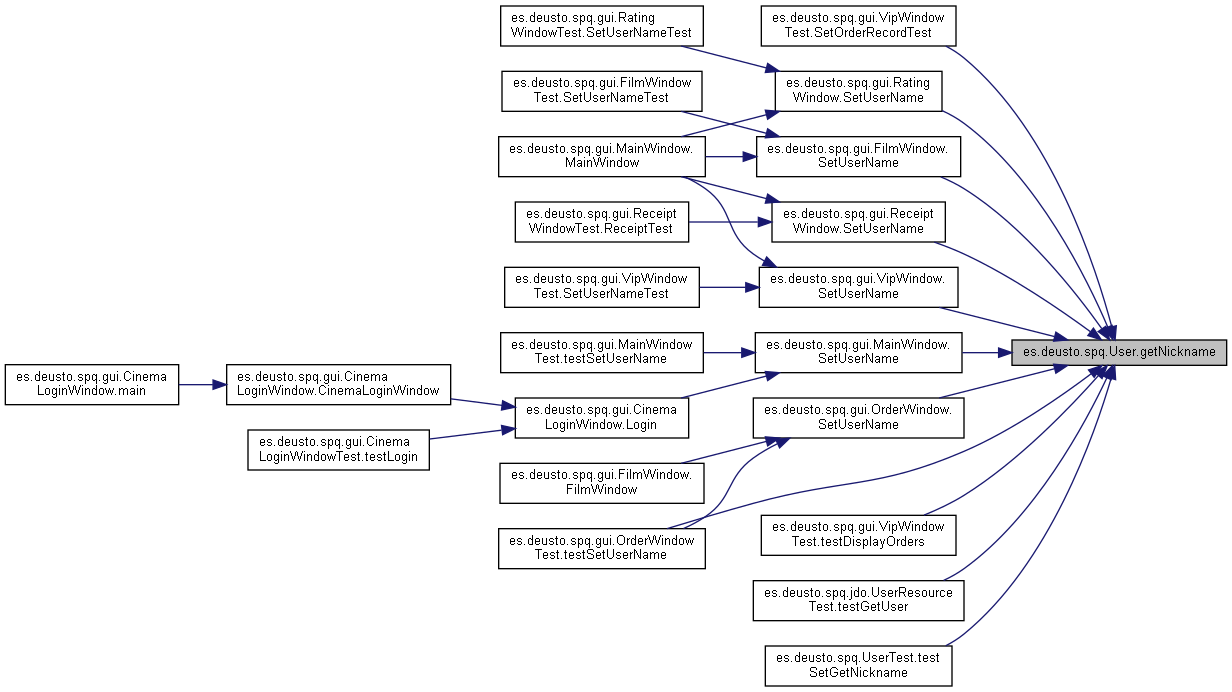 es.deusto.spq.gui.Rating
WindowTest.SetUserNameTest
es.deusto.spq.gui.VipWindow
Test.SetOrderRecordTest
es.deusto.spq.gui.FilmWindow
Test.SetUserNameTest
es.deusto.spq.gui.Rating
Window.SetUserName
es.deusto.spq.gui.MainWindow.
MainWindow
es.deusto.spq.gui.FilmWindow.
SetUserName
es.deusto.spq.gui.Receipt
WindowTest.ReceiptTest
es.deusto.spq.gui.Receipt
Window.SetUserName
es.deusto.spq.gui.VipWindow
Test.SetUserNameTest
es.deusto.spq.gui.VipWindow.
SetUserName
es.deusto.spq.gui.MainWindow
Test.testSetUserName
es.deusto.spq.gui.MainWindow.
SetUserName
es.deusto.spq.User.getNickname
es.deusto.spq.gui.Cinema
LoginWindow.main
es.deusto.spq.gui.Cinema
LoginWindow.CinemaLoginWindow
es.deusto.spq.gui.Cinema
LoginWindow.Login
es.deusto.spq.gui.OrderWindow.
SetUserName
es.deusto.spq.gui.Cinema
LoginWindowTest.testLogin
es.deusto.spq.gui.FilmWindow.
FilmWindow
es.deusto.spq.gui.OrderWindow
Test.testSetUserName
es.deusto.spq.gui.VipWindow
Test.testDisplayOrders
es.deusto.spq.jdo.UserResource
Test.testGetUser
es.deusto.spq.UserTest.test
SetGetNickname